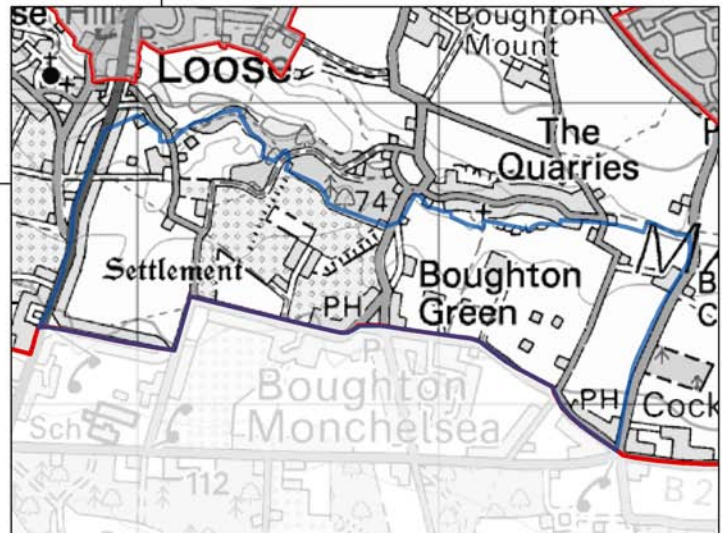 se Hill
Boughton
Mount
Loose
The
Quarries
74
Settlement
Boughton
Green
PH
P
Boughton
Monchelsea
PH
Cock
Sch
112
B2